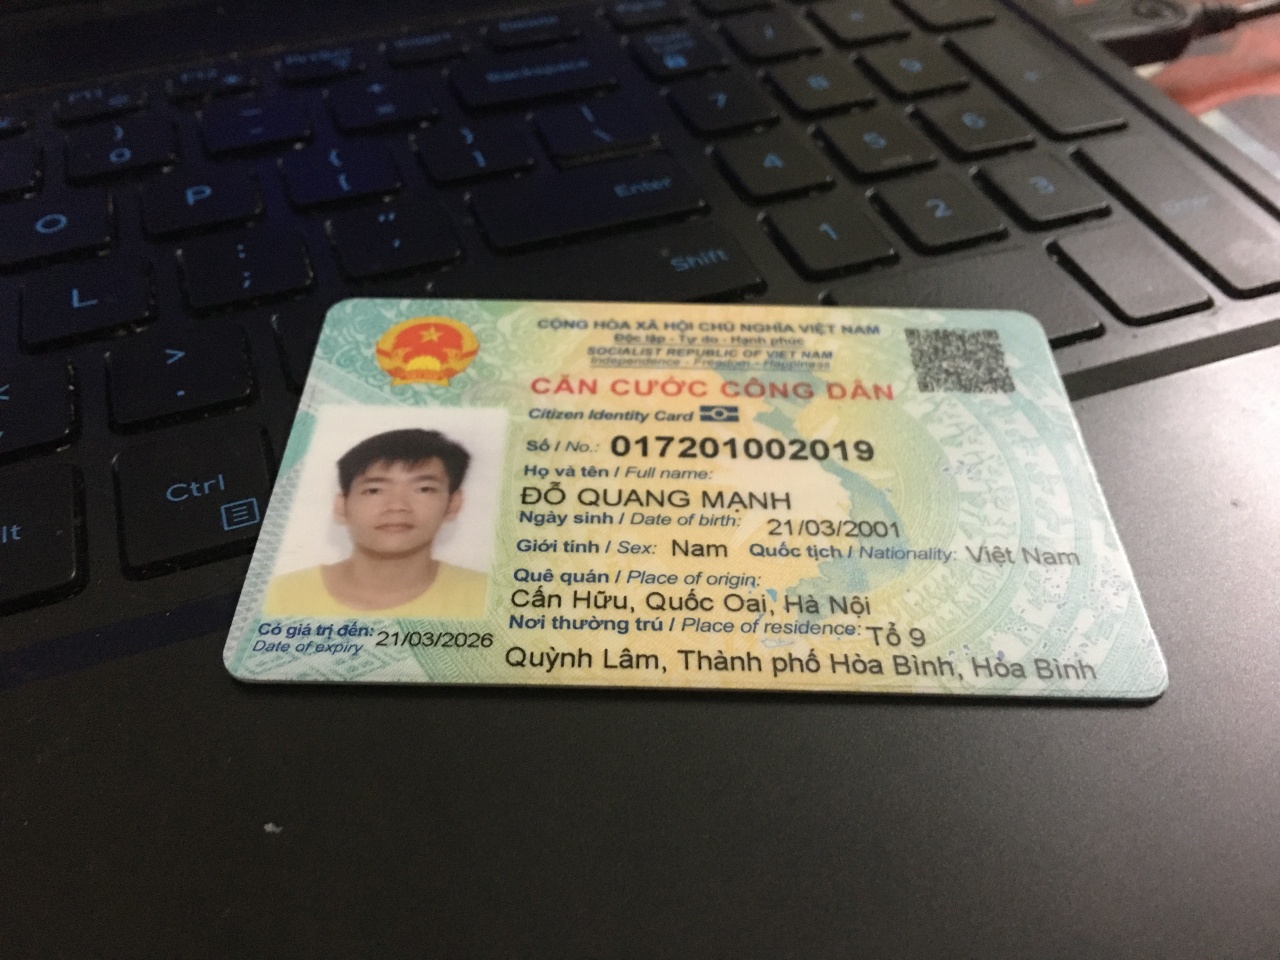 Backspace
7
8
9
O
P
Enter
4
5
6
L
Shift
1
2
3
Ctrl
CỘNG HÒA XÃ HỘI CHỦ NGHĨA VIỆT NAM
Độc lập - Tự do - Hạnh phúc
SOCIALIST REPUBLIC OF VIET NAM
Independence - Freedom - Happiness
CĂN CƯỚC CÔNG DÂN
Citizen Identity Card
Số / No.: 017201002019
Họ và tên / Full name:
ĐỖ QUANG MẠNH
Ngày sinh / Date of birth: 21/03/2001
Giới tính / Sex: Nam Quốc tịch / Nationality: Việt Nam
Quê quán / Place of origin:
Cấn Hữu, Quốc Oai, Hà Nội
Nơi thường trú / Place of residence: Tổ 9
Quỳnh Lâm, Thành phố Hòa Bình, Hòa Bình
Có giá trị đến: 21/03/2026
Date of expiry